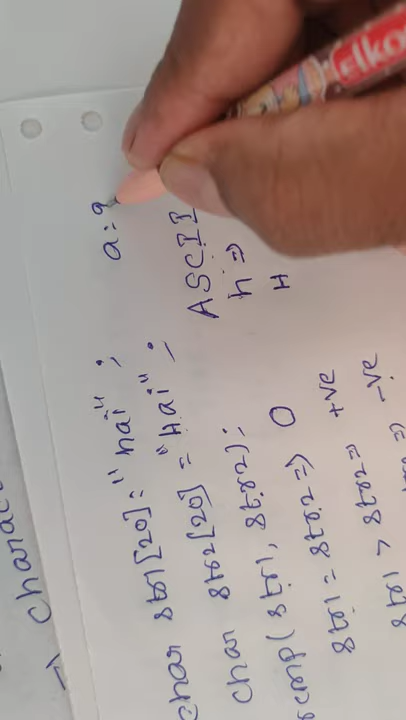 → charac
char str1[20]: "hai" ; a: 9
char str2[20] = "Hai" ; ASCII
cmp(str1, str2): h =>
str1 = str2 => 0 H
str1 > str2 => +ve
=> -ve
elkos